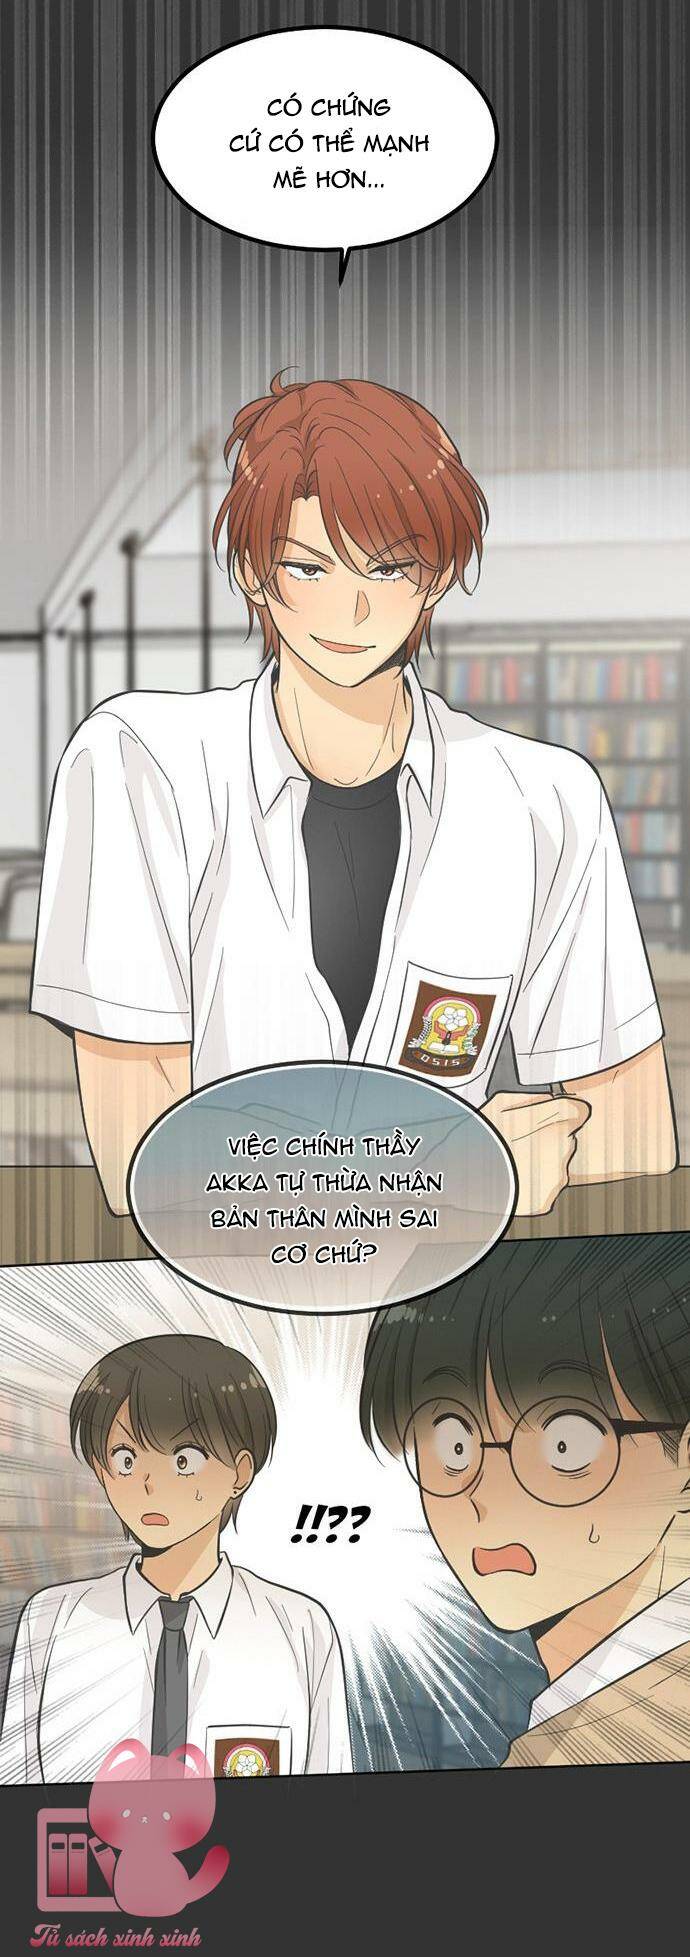 CÓ CHỨNG
CỨ CÓ THỂ MẠNH
MẼ HƠN...
DSIS
VIỆC CHÍNH THẦY
AKKA TỰ THỪA NHẬN
BẢN THÂN MÌNH SAI
CƠ CHỨ?
!!??
Tủ sách xinh xinh